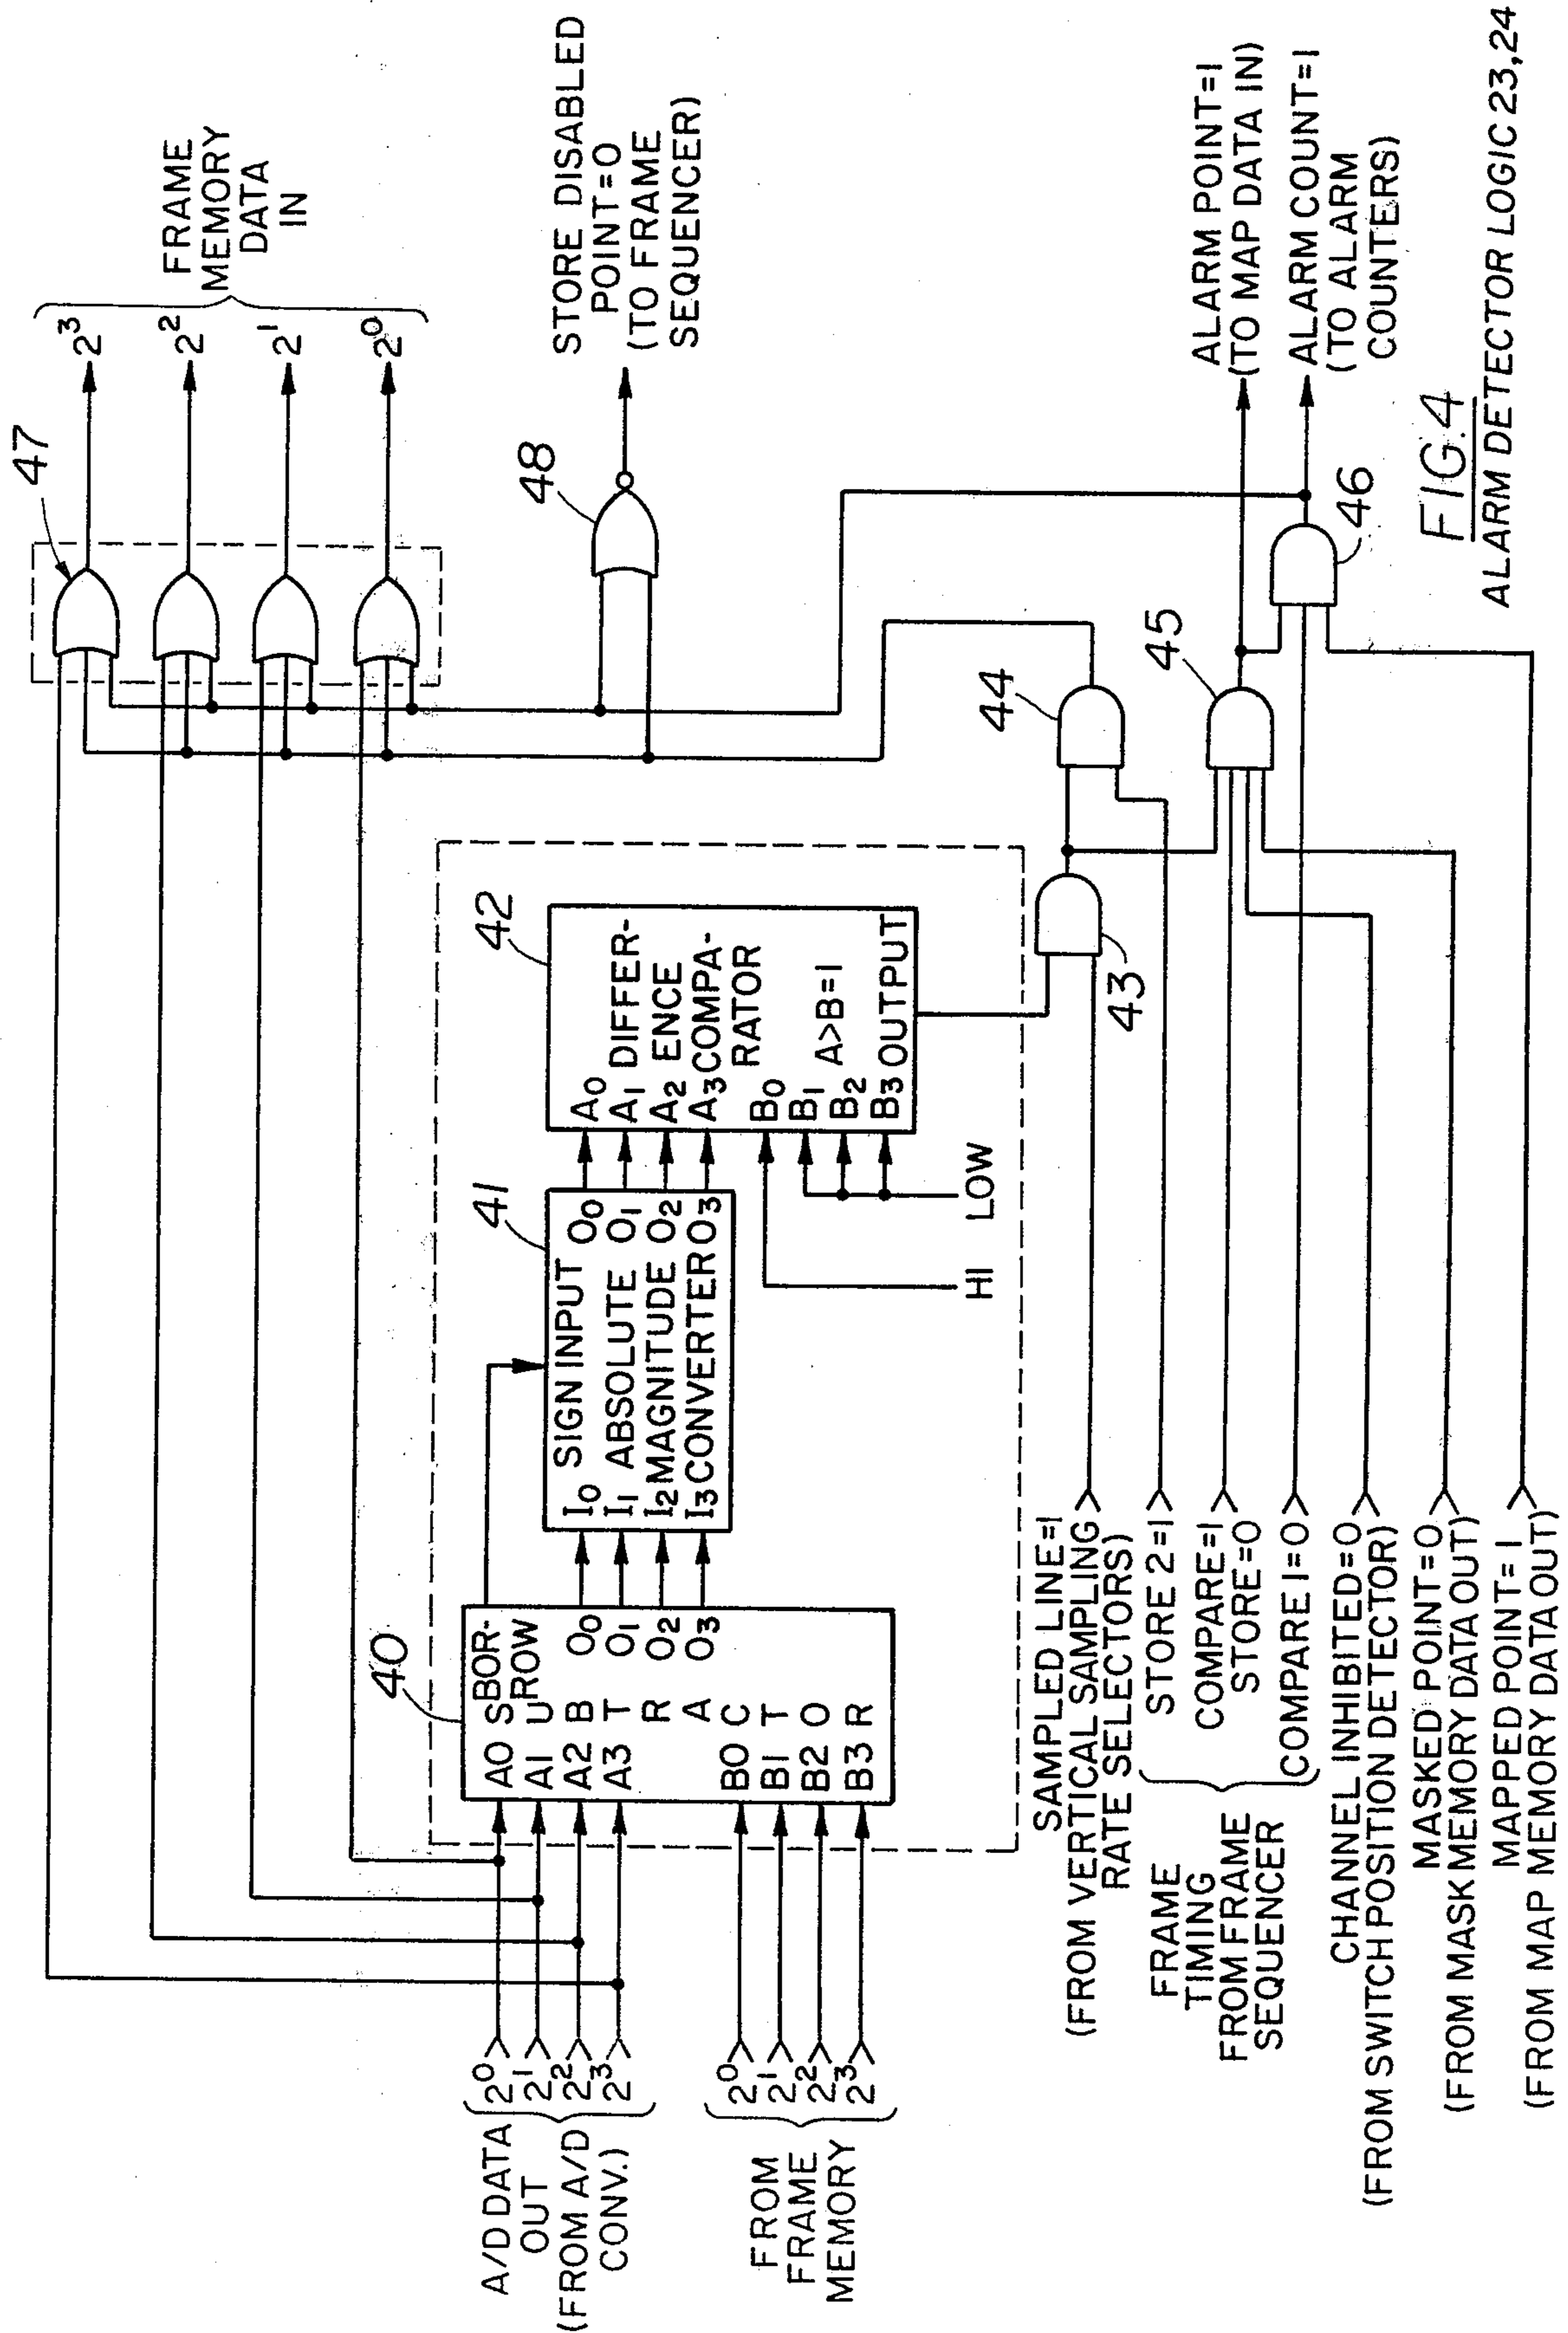 A/D DATA
OUT
(FROM A/D
CONV.)
2⁰
2¹
2²
2³
FROM
FRAME
MEMORY
2⁰
2¹
2²
2³
40
A0 S BOR-
A1 U ROW
A2 B O0
A3 T O1
R O2
A O3
B0 C
B1 T
B2 O
B3 R
41
SIGN INPUT
I0 O0
I1 ABSOLUTE O1
I2 MAGNITUDE O2
I3 CONVERTER O3
42
A0
A1 DIFFER-
A2 ENCE
A3 COMPA-
RATOR
B0
B1 A>B=1
B2
B3 OUTPUT
HI
LOW
47
2³
2²
2¹
2⁰
FRAME
MEMORY
DATA
IN
48
STORE DISABLED
POINT=0
(TO FRAME
SEQUENCER)
43
44
45
46
SAMPLED LINE=1
(FROM VERTICAL SAMPLING
RATE SELECTORS)
FRAME
TIMING
FROM FRAME
SEQUENCER
STORE 2=1
COMPARE=1
STORE=0
COMPARE 1=0
CHANNEL INHIBITED=0
(FROM SWITCH POSITION DETECTOR)
MASKED POINT=0
(FROM MASK MEMORY DATA OUT)
MAPPED POINT=1
(FROM MAP MEMORY DATA OUT)
ALARM POINT=1
(TO MAP DATA IN)
ALARM COUNT=1
(TO ALARM
COUNTERS)
FIG. 4
ALARM DETECTOR LOGIC 23,24